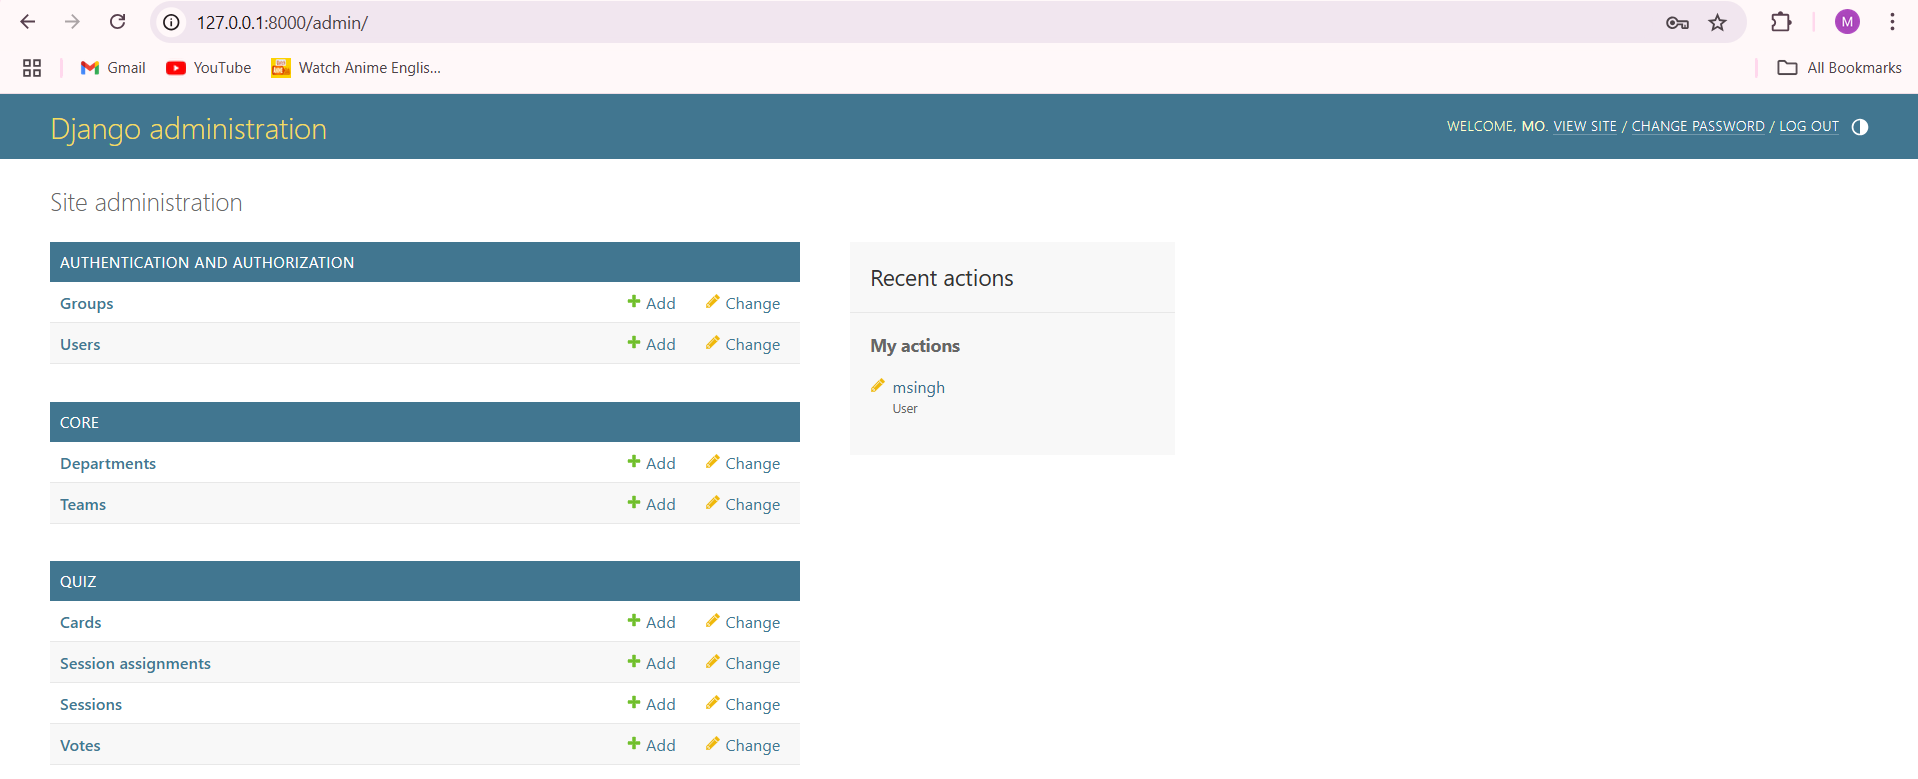 127.0.0.1:8000/admin/
M
Gmail
YouTube
Watch Anime Englis...
All Bookmarks
Django administration
WELCOME, MO. VIEW SITE / CHANGE PASSWORD / LOG OUT
Site administration
AUTHENTICATION AND AUTHORIZATION
Groups Add Change
Users Add Change
CORE
Departments Add Change
Teams Add Change
QUIZ
Cards Add Change
Session assignments Add Change
Sessions Add Change
Votes Add Change
Recent actions
My actions
msingh
User